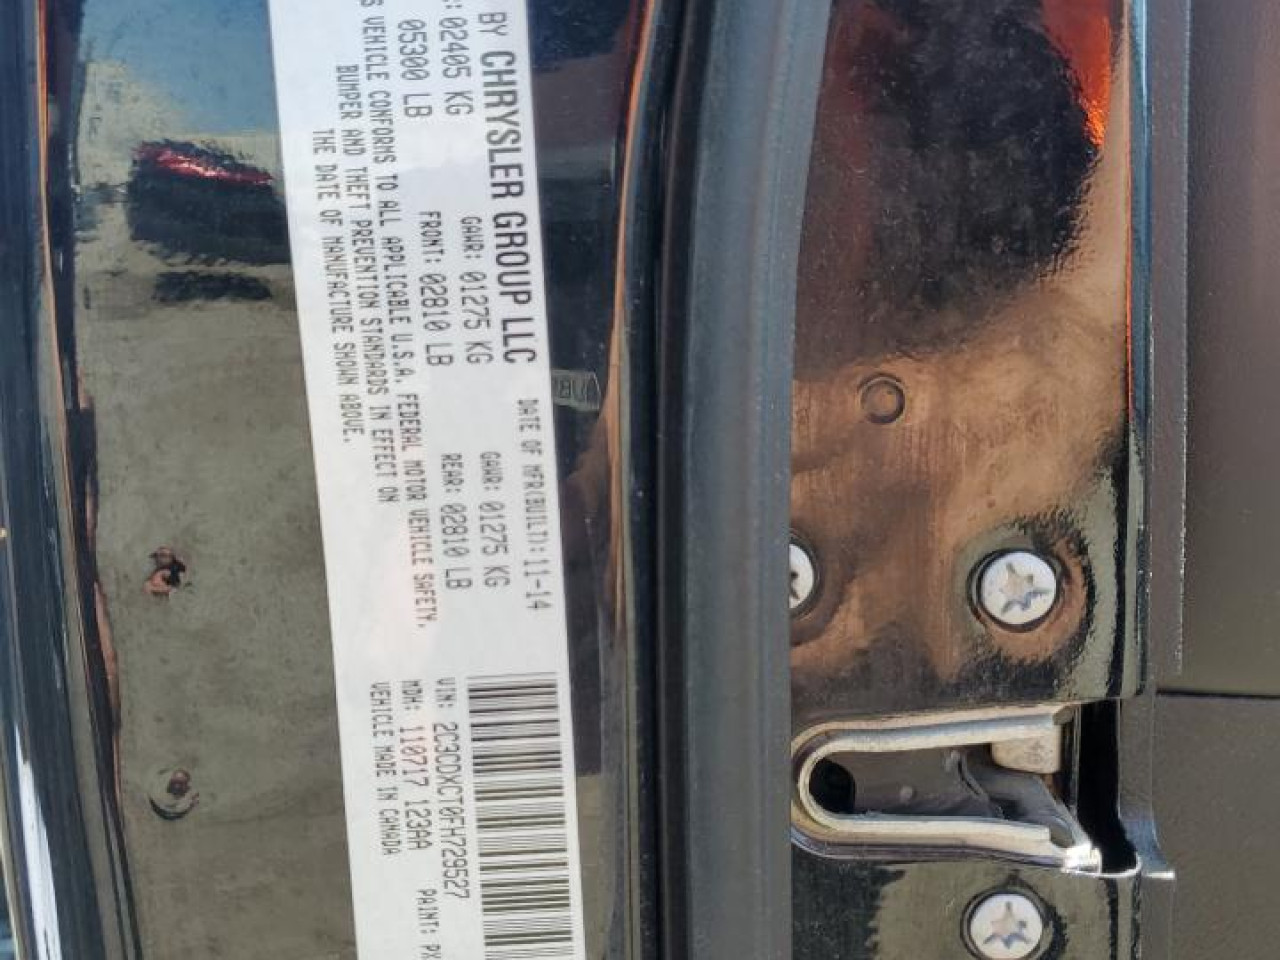 BY CHRYSLER GROUP LLC
DATE OF MFR(BUILT): 11-14
: 02405 KG
GAWR: 01275 KG
GAWR: 01275 KG
05300 LB
FRONT: 02810 LB
REAR: 02810 LB
S VEHICLE CONFORMS TO ALL APPLICABLE U.S.A. FEDERAL MOTOR VEHICLE SAFETY,
BUMPER AND THEFT PREVENTION STANDARDS IN EFFECT ON
THE DATE OF MANUFACTURE SHOWN ABOVE.
VIN: 2C3CDXCT0FH729527
MDH: 110717 123AA
PAINT: PX
VEHICLE MADE IN CANADA